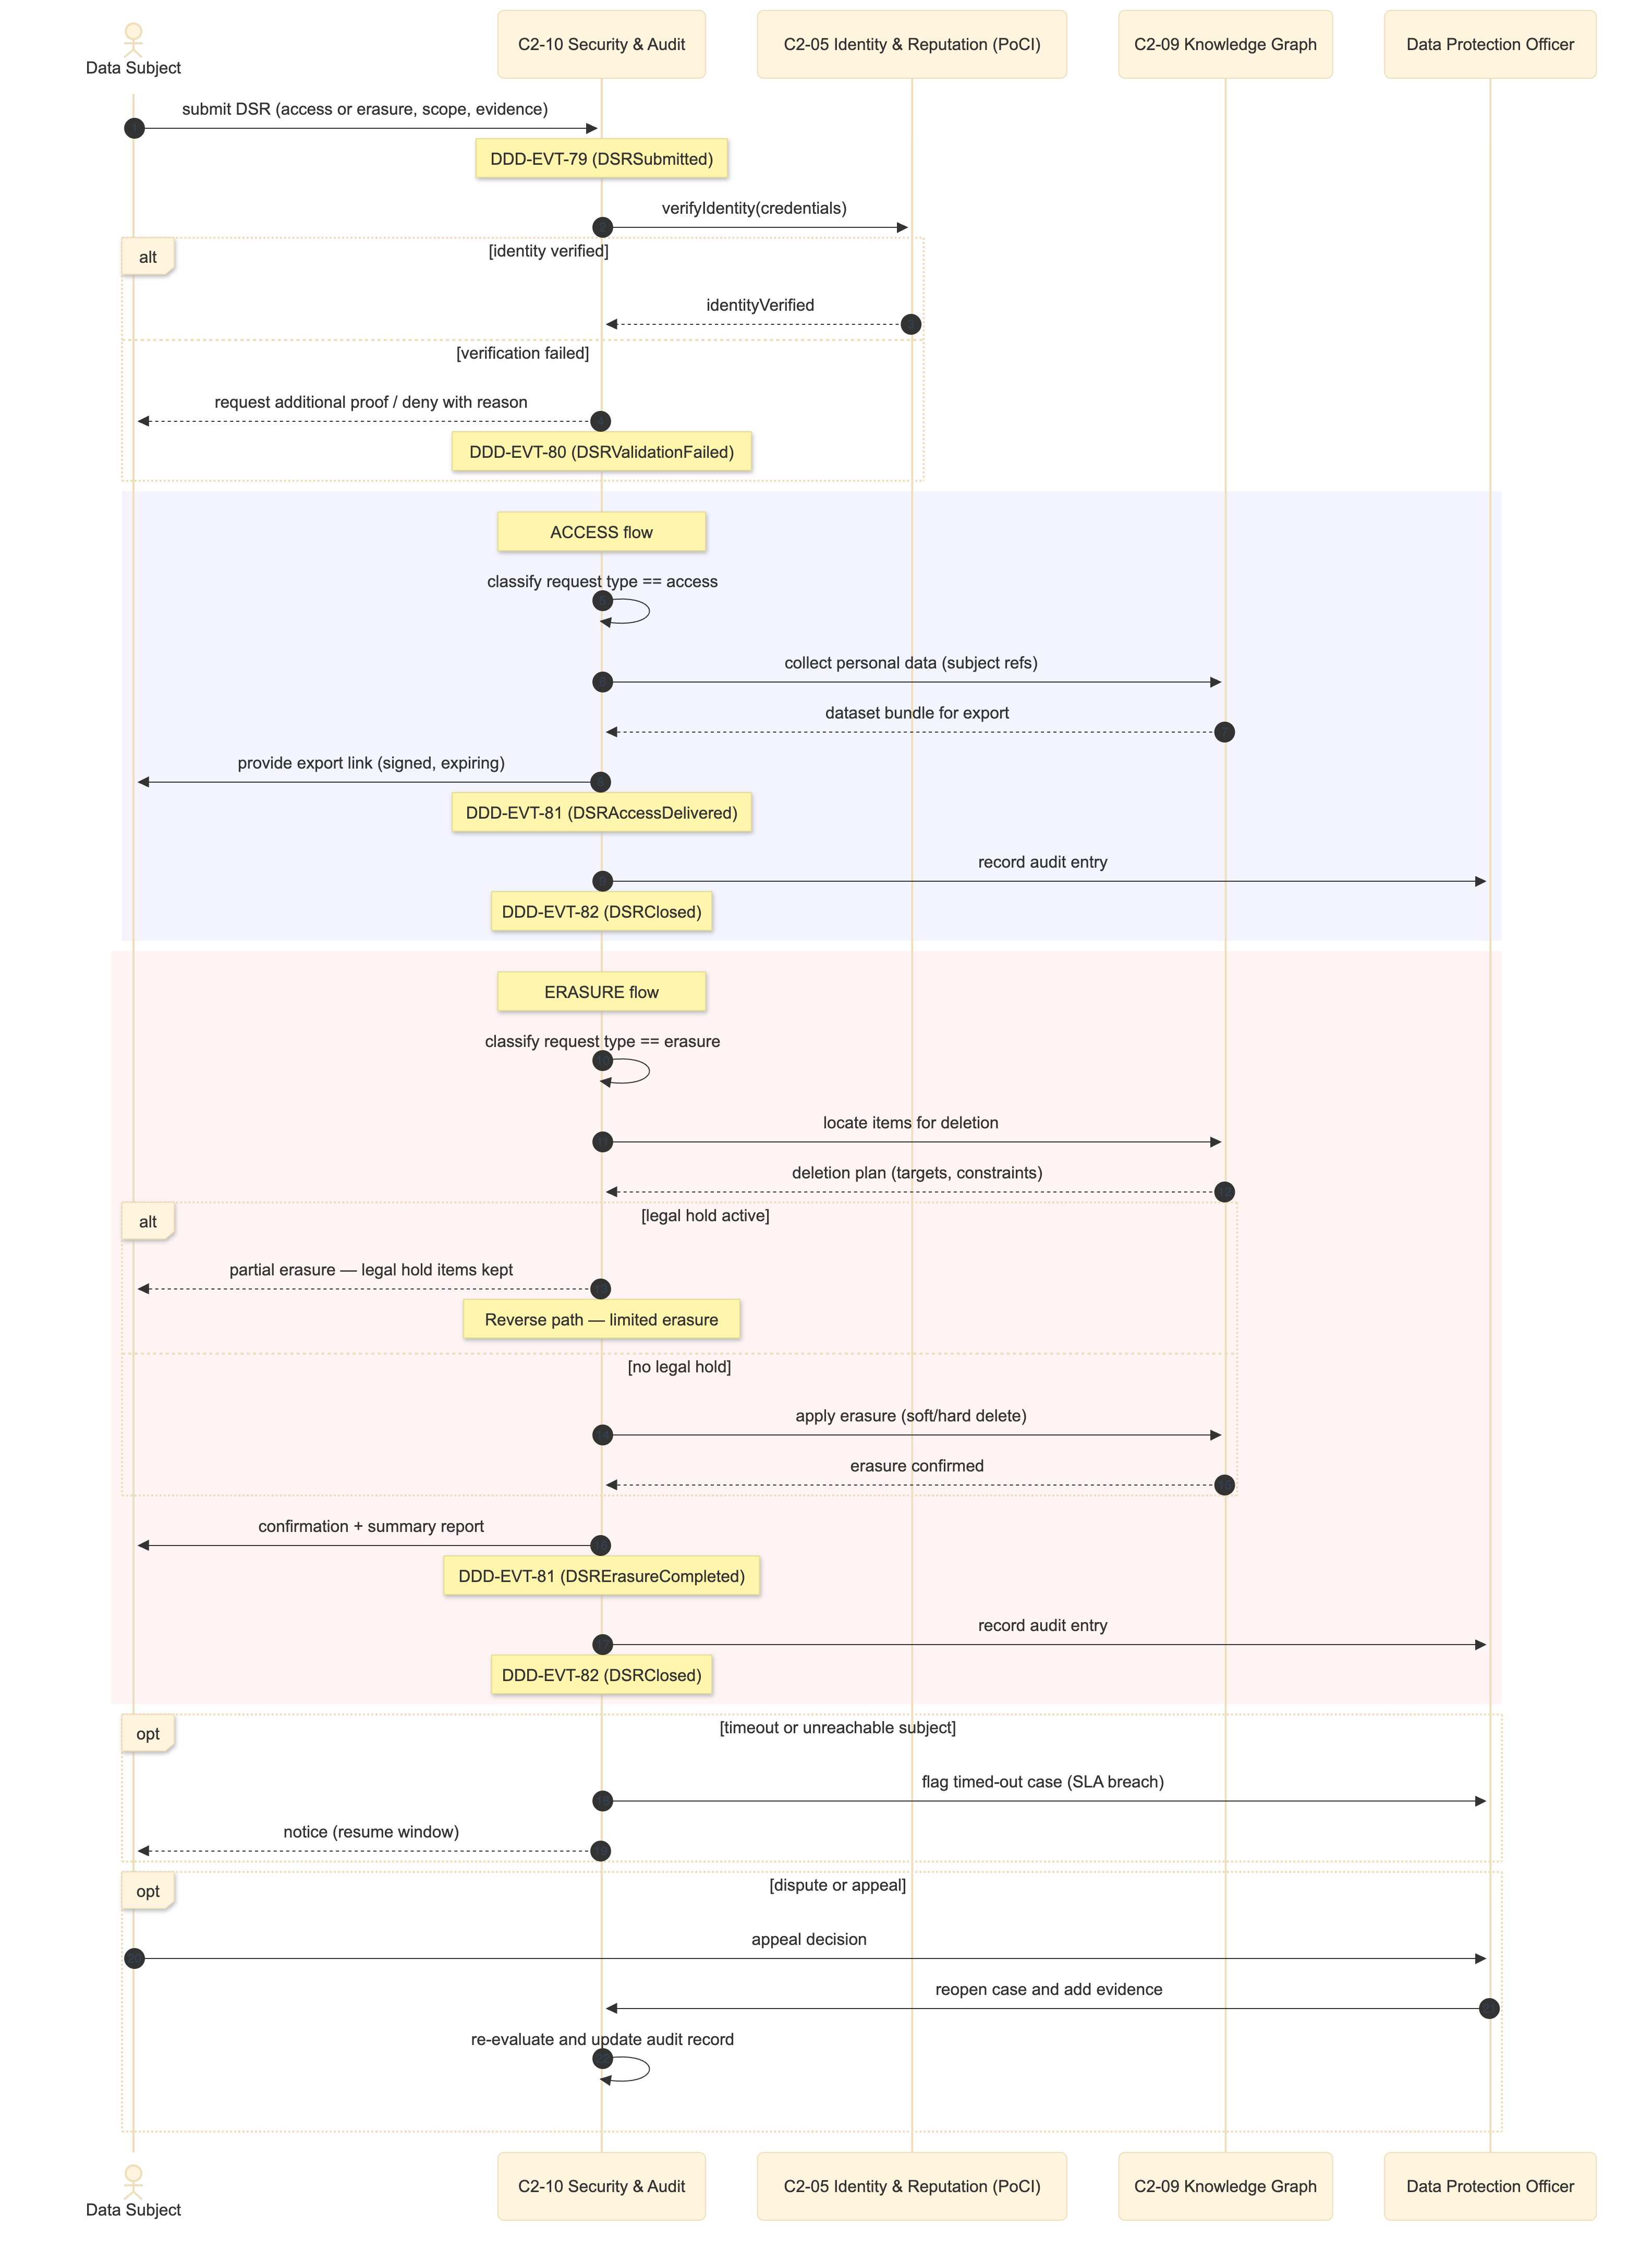 Data Subject
C2-10 Security & Audit
C2-05 Identity & Reputation (PoCI)
C2-09 Knowledge Graph
Data Protection Officer
submit DSR (access or erasure, scope, evidence)
DDD-EVT-79 (DSRSubmitted)
verifyIdentity(credentials)
alt
[identity verified]
identityVerified
[verification failed]
request additional proof / deny with reason
DDD-EVT-80 (DSRValidationFailed)
ACCESS flow
classify request type == access
collect personal data (subject refs)
dataset bundle for export
provide export link (signed, expiring)
DDD-EVT-81 (DSRAccessDelivered)
record audit entry
DDD-EVT-82 (DSRClosed)
ERASURE flow
classify request type == erasure
locate items for deletion
deletion plan (targets, constraints)
alt
[legal hold active]
partial erasure — legal hold items kept
Reverse path — limited erasure
[no legal hold]
apply erasure (soft/hard delete)
erasure confirmed
confirmation + summary report
DDD-EVT-81 (DSRErasureCompleted)
record audit entry
DDD-EVT-82 (DSRClosed)
opt
[timeout or unreachable subject]
flag timed-out case (SLA breach)
notice (resume window)
opt
[dispute or appeal]
appeal decision
reopen case and add evidence
re-evaluate and update audit record
Data Subject
C2-10 Security & Audit
C2-05 Identity & Reputation (PoCI)
C2-09 Knowledge Graph
Data Protection Officer